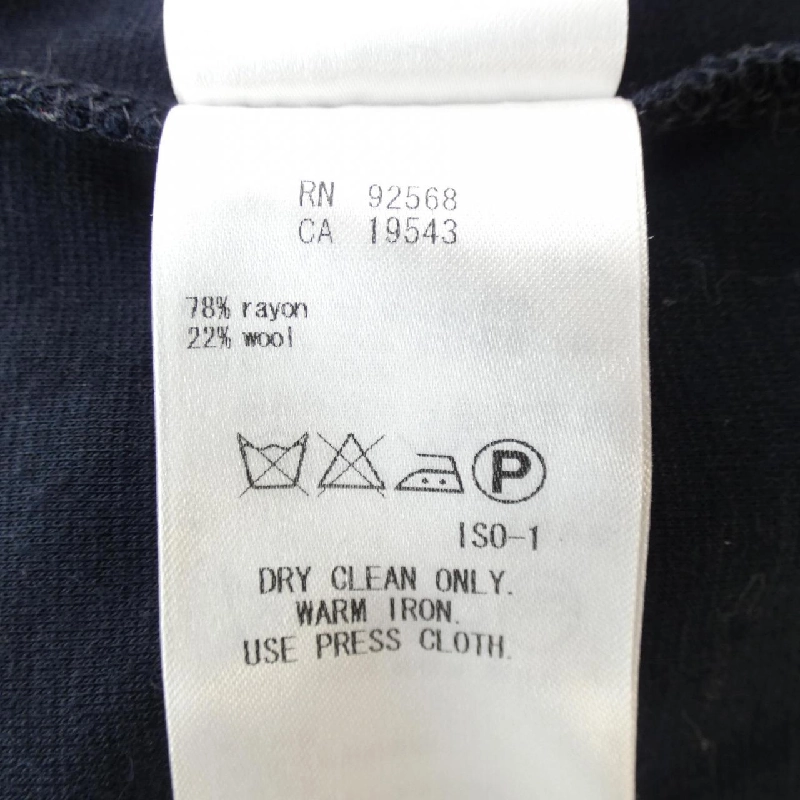 RN 92568
CA 19543
78% rayon
22% wool
P
ISO-1
DRY CLEAN ONLY.
WARM IRON.
USE PRESS CLOTH.